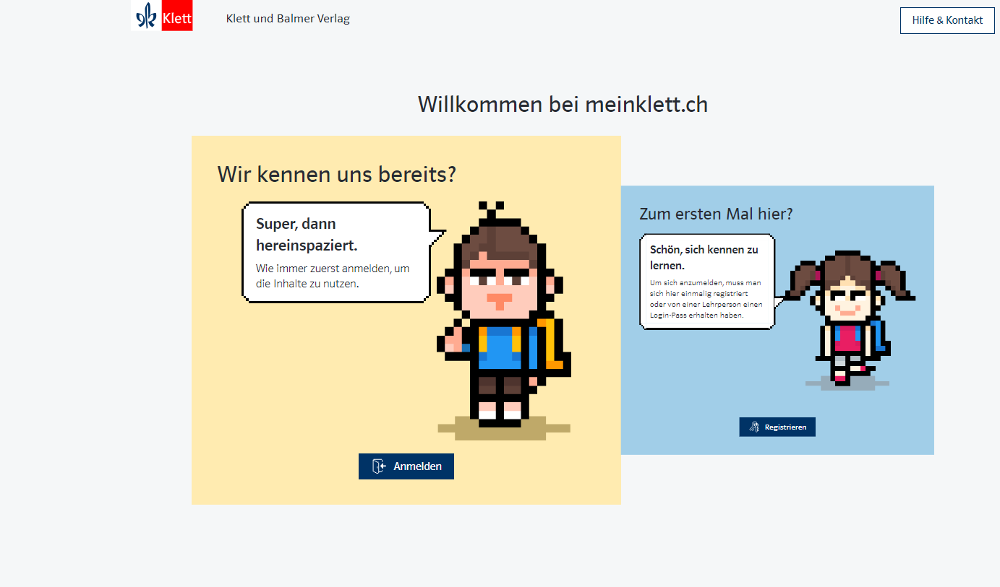 Klett
Klett und Balmer Verlag
Hilfe & Kontakt
Willkommen bei meinklett.ch
Wir kennen uns bereits?
Super, dann
hereinspaziert.
Wie immer zuerst anmelden, um
die Inhalte zu nutzen.
Anmelden
Zum ersten Mal hier?
Schön, sich kennen zu
lernen.
Um sich anzumelden, muss man
sich hier einmalig registriert
oder von einer Lehrperson einen
Login-Pass erhalten haben.
Registrieren